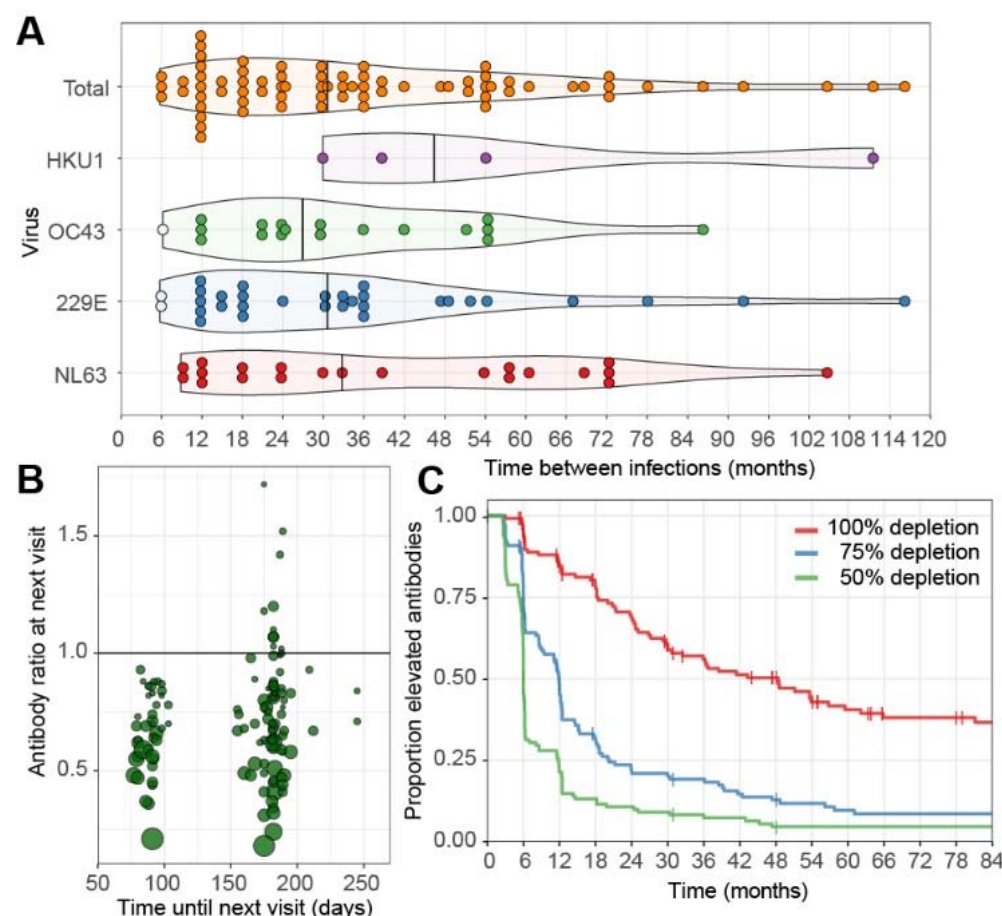 A
Virus
Total
HKU1
OC43
229E
NL63
0 6 12 18 24 30 36 42 48 54 60 66 72 78 84 90 96 102 108 114 120
Time between infections (months)
B
Antibody ratio at next visit
1.5
1.0
0.5
50 100 150 200 250
Time until next visit (days)
C
Proportion elevated antibodies
1.00
0.75
0.50
0.25
0.00
100% depletion
75% depletion
50% depletion
0 6 12 18 24 30 36 42 48 54 60 66 72 78 84
Time (months)